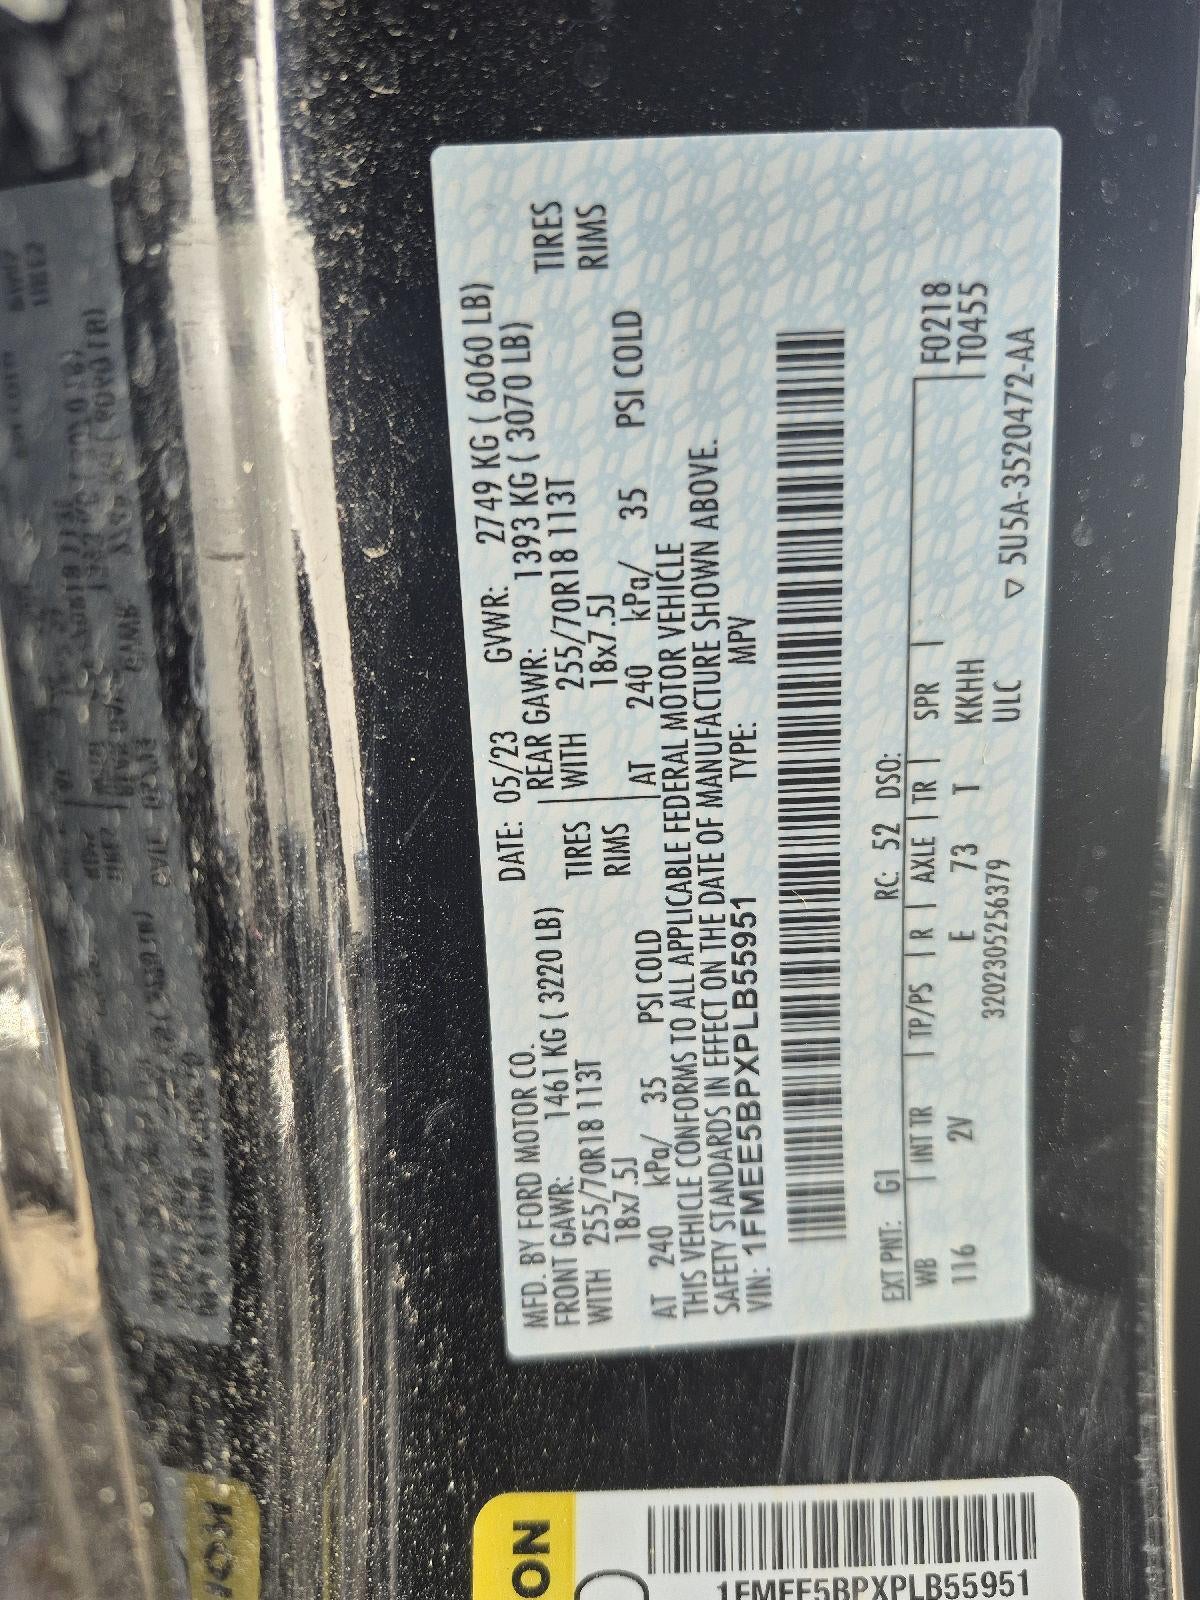 MFD. BY FORD MOTOR CO. DATE: 05/23 GVWR: 2749 KG ( 6060 LB)
FRONT GAWR: 1461 KG ( 3220 LB) REAR GAWR: 1393 KG ( 3070 LB)
WITH 255/70R18 113T TIRES WITH 255/70R18 113T TIRES
18x7.5J RIMS 18x7.5J RIMS
AT 240 kPa/ 35 PSI COLD AT 240 kPa/ 35 PSI COLD
THIS VEHICLE CONFORMS TO ALL APPLICABLE FEDERAL MOTOR VEHICLE
SAFETY STANDARDS IN EFFECT ON THE DATE OF MANUFACTURE SHOWN ABOVE.
VIN: 1FMEE5BPXPLB55951 TYPE: MPV
EXT PNT: G1 RC: 52 DSO:
WB INT TR TP/PS R AXLE TR SPR F0218
116 2V E 73 T KKHH T0455
3202305256379 ULC ▽ 5U5A-3520472-AA
ON
1FMEE5BPXPLB55951